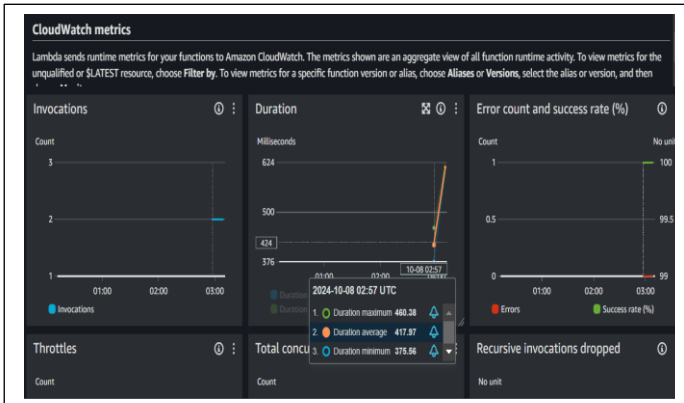 CloudWatch metrics
Lambda sends runtime metrics for your functions to Amazon CloudWatch. The metrics shown are an aggregate view of all function runtime activity. To view metrics for the
unqualified or $LATEST resource, choose Filter by. To view metrics for a specific function version or alias, choose Aliases or Versions, select the alias or version, and then
Invocations
Count
3
2
1
01:00 02:00 03:00
Invocations
Duration
Milliseconds
624
500
424
376
01:00 02:00
10-08 02:57
Duration
Duration
2024-10-08 02:57 UTC
1. Duration maximum 460.38
2. Duration average 417.97
3. Duration minimum 375.56
Error count and success rate (%)
Count No unit
1 100
0.5 99.5
0 99
01:00 02:00 03:00
Errors Success rate (%)
Throttles
Count
Total concu
Count
Recursive invocations dropped
No unit